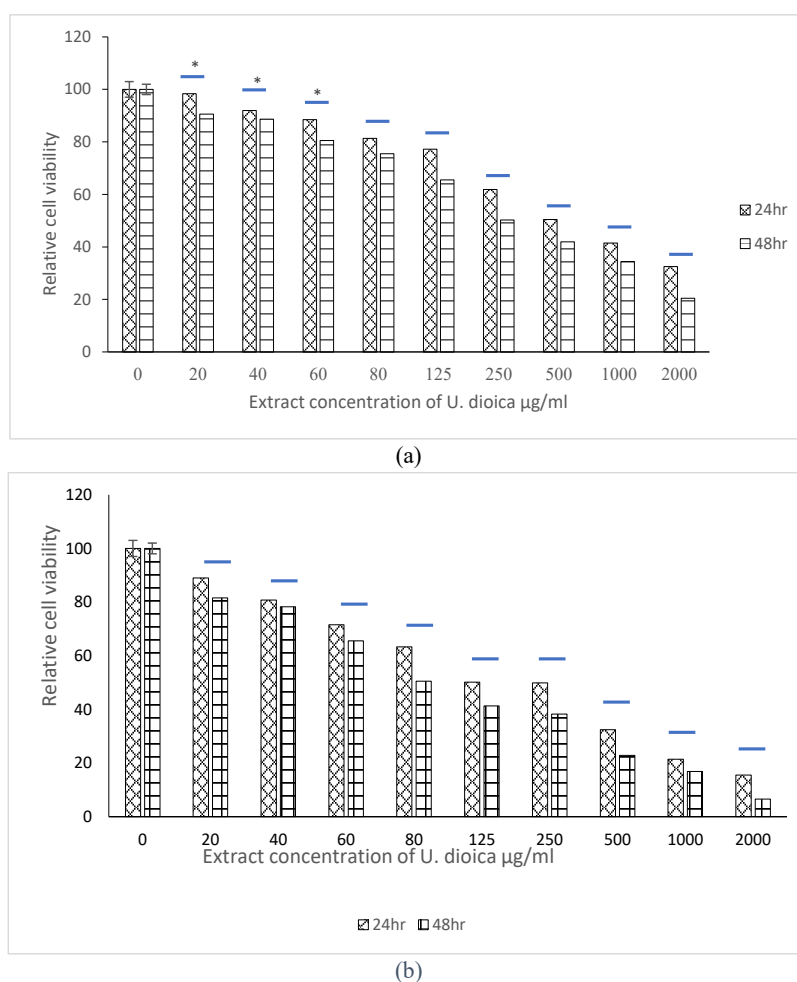 120
100
80
60
40
20
0
Relative cell viability
* * *
0 20 40 60 80 125 250 500 1000 2000
Extract concentration of U. dioica µg/ml
24hr
48hr
(a)
120
100
80
60
40
20
0
Relative cell viability
0 20 40 60 80 125 250 500 1000 2000
Extract concentration of U. dioica µg/ml
24hr 48hr
(b)